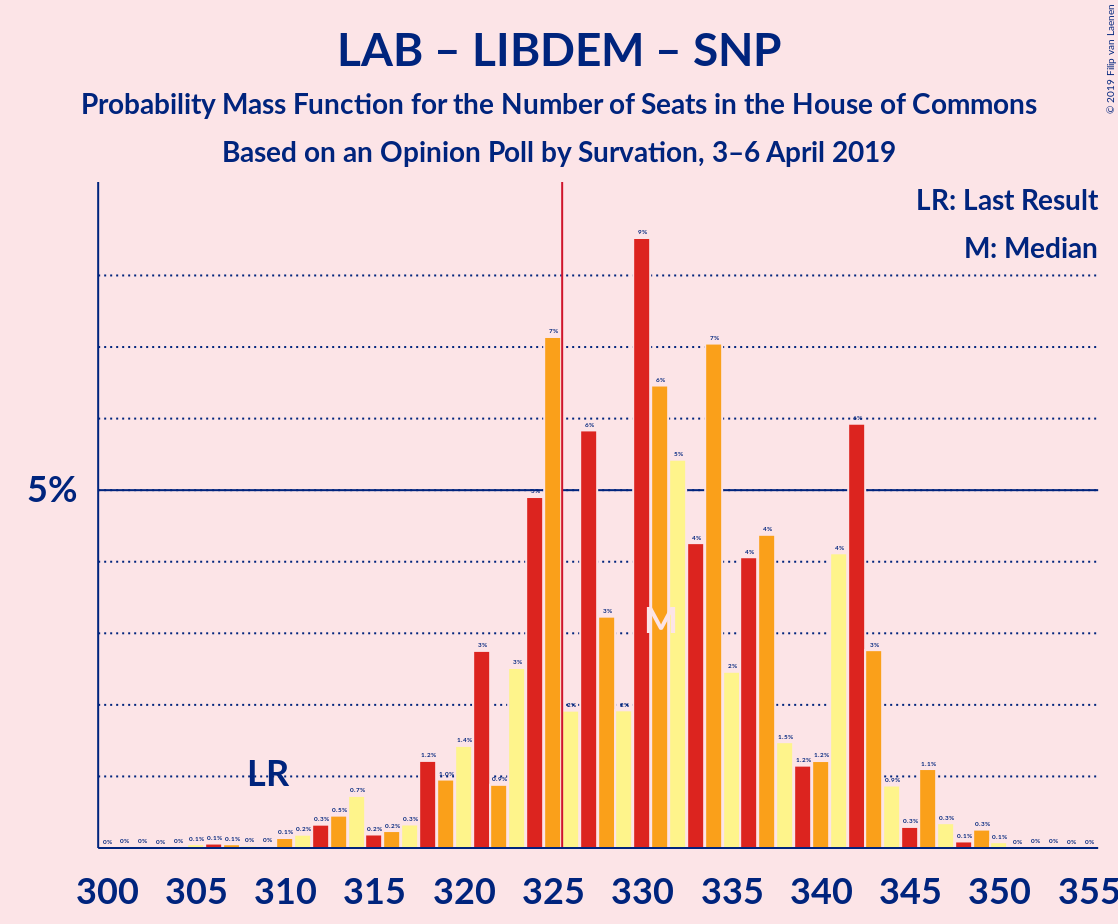 LAB – LIBDEM – SNP
Probability Mass Function for the Number of Seats in the House of Commons
Based on an Opinion Poll by Survation, 3–6 April 2019
© 2019 Filip van Laenen
LR: Last Result
M: Median
5%
0% 0% 0% 0% 0% 0.1% 0.1% 0.1% 0% 0% 0.1% 0.2% 0.3% 0.5% 0.7% 0.2% 0.2% 0.3% 1.2% 1.0% 1.4% 3% 0.9% 3% 5% 7% 2% 6% 3% 2% 9% 6% 5% 4% 7% 2% 4% 4% 1.5% 1.2% 1.2% 4% 6% 3% 0.9% 0.3% 1.1% 0.3% 0.1% 0.3% 0.1% 0% 0% 0% 0% 0%
M
LR
300 305 310 315 320 325 330 335 340 345 350 355